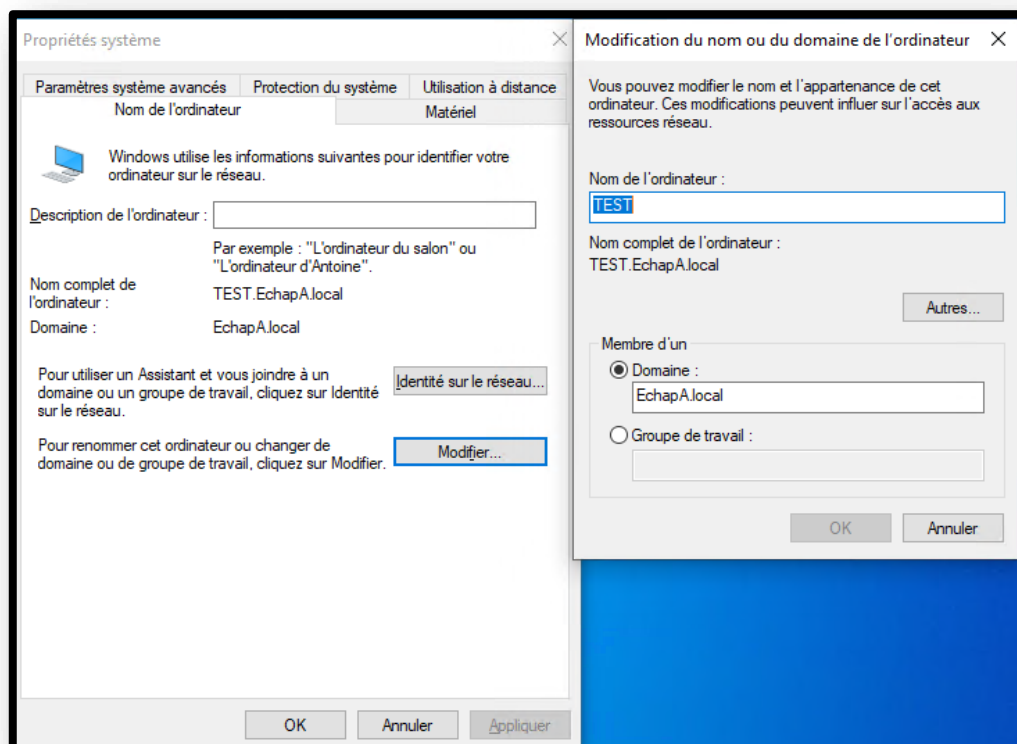 Propriétés système
Paramètres système avancés
Protection du système
Utilisation à distance
Nom de l'ordinateur
Matériel
Windows utilise les informations suivantes pour identifier votre
ordinateur sur le réseau.
Description de l'ordinateur :
Par exemple : "L'ordinateur du salon" ou
"L'ordinateur d'Antoine".
Nom complet de
l'ordinateur :
TEST.EchapA.local
Domaine :
EchapA.local
Pour utiliser un Assistant et vous joindre à un
domaine ou un groupe de travail, cliquez sur Identité
sur le réseau.
Identité sur le réseau...
Pour renommer cet ordinateur ou changer de
domaine ou de groupe de travail, cliquez sur Modifier.
Modifier...
OK
Annuler
Appliquer
Modification du nom ou du domaine de l'ordinateur
Vous pouvez modifier le nom et l'appartenance de cet
ordinateur. Ces modifications peuvent influer sur l'accès aux
ressources réseau.
Nom de l'ordinateur :
TEST
Nom complet de l'ordinateur :
TEST.EchapA.local
Autres...
Membre d'un
Domaine :
EchapA.local
Groupe de travail :
OK
Annuler